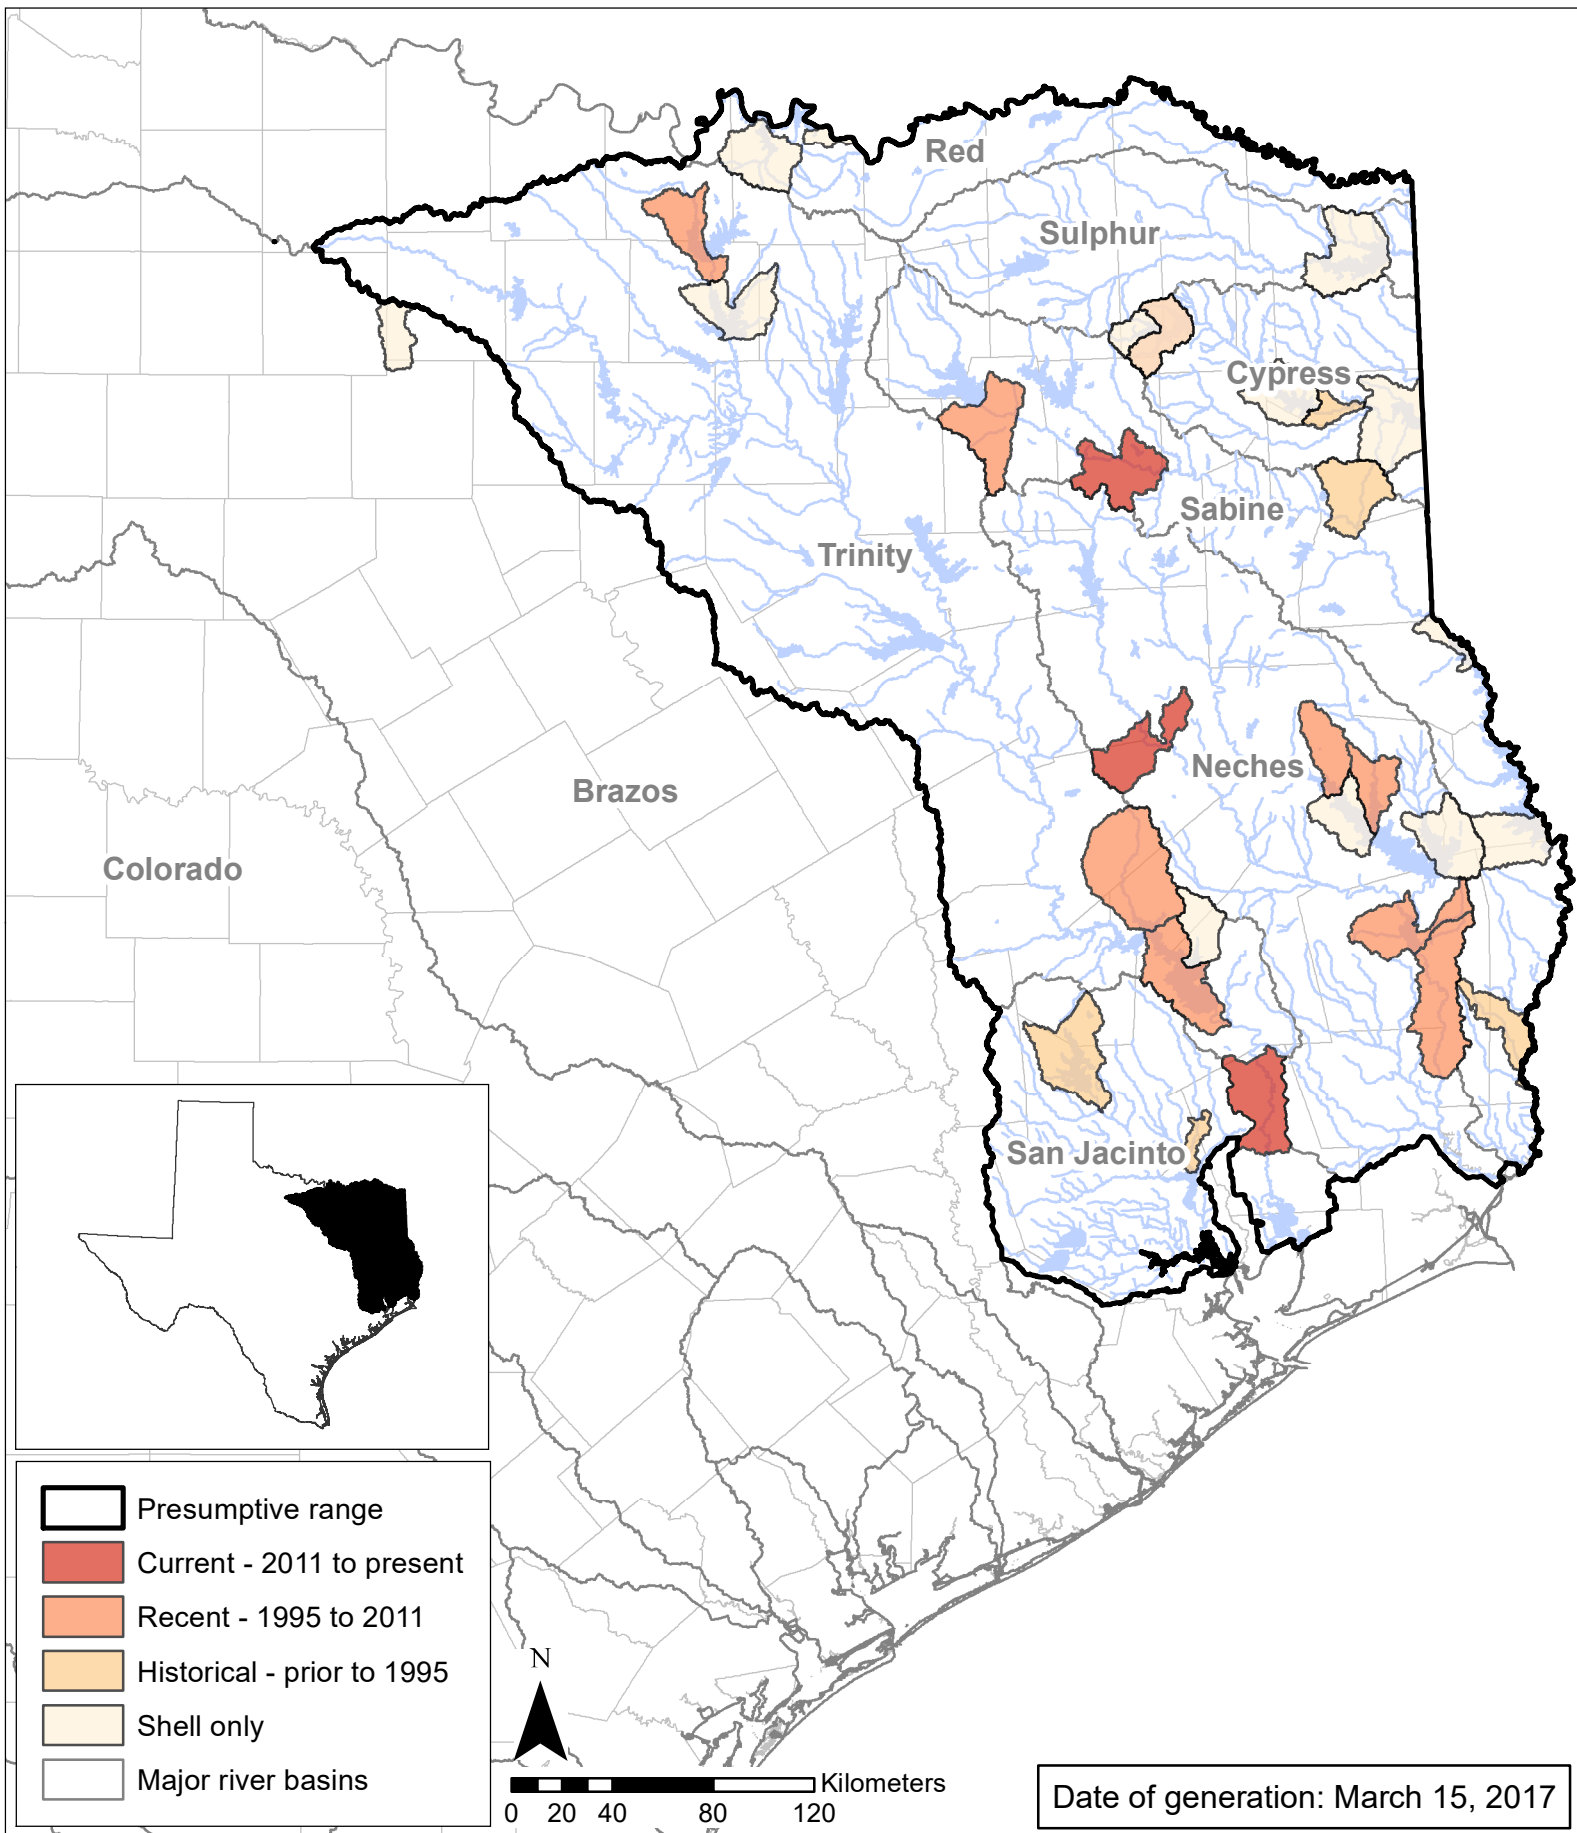 Red
Sulphur
Cypress
Sabine
Trinity
Neches
Brazos
Colorado
San Jacinto
Presumptive range
Current - 2011 to present
Recent - 1995 to 2011
Historical - prior to 1995
Shell only
Major river basins
N
Kilometers
0 20 40 80 120
Date of generation: March 15, 2017